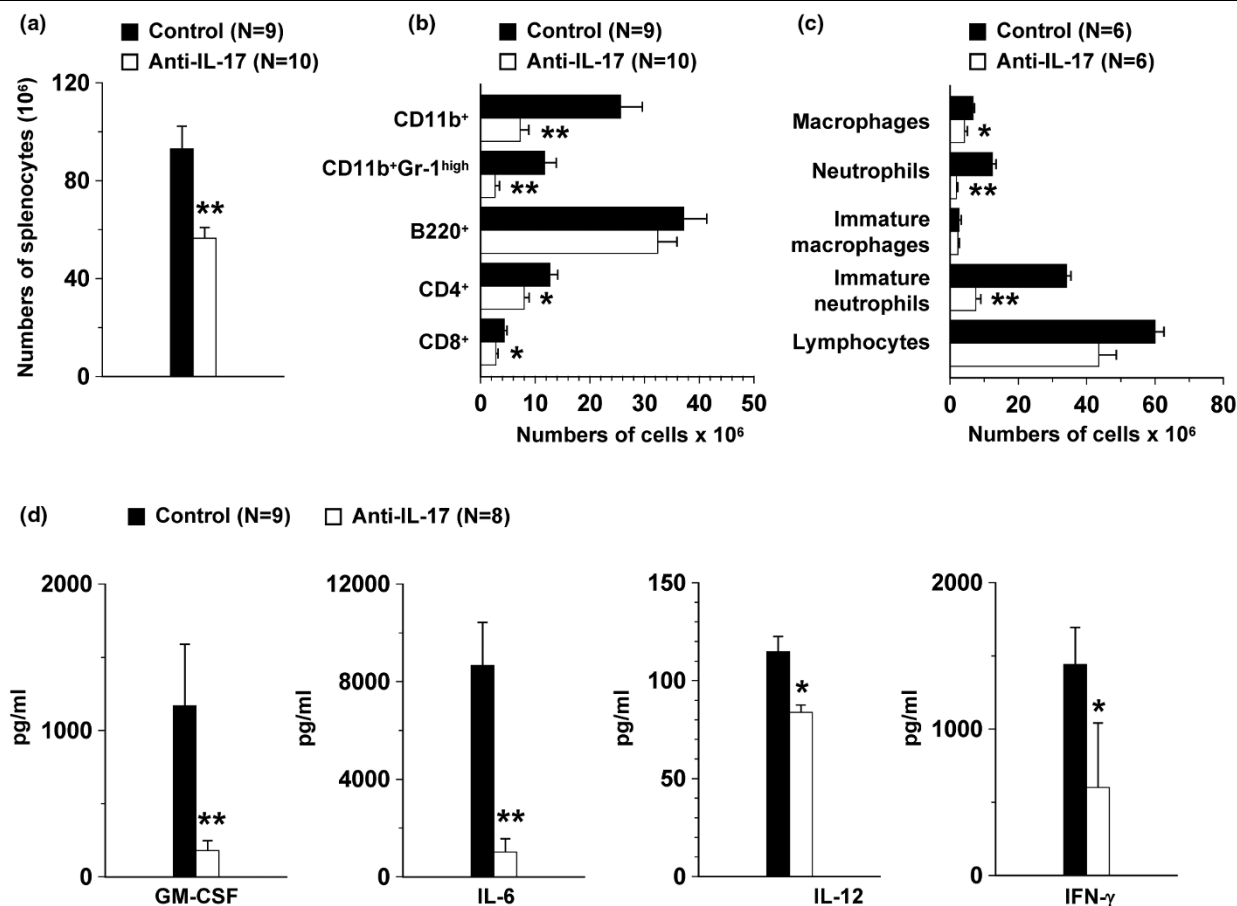 (a)
Control (N=9)
Anti-IL-17 (N=10)
Numbers of splenocytes (10⁶)
120
80
40
0
**
(b)
Control (N=9)
Anti-IL-17 (N=10)
CD11b⁺
**
CD11b⁺Gr-1ʰⁱᵍʰ
**
B220⁺
CD4⁺
*
CD8⁺
*
0 10 20 30 40 50
Numbers of cells x 10⁶
(c)
Control (N=6)
Anti-IL-17 (N=6)
Macrophages
*
Neutrophils
**
Immature
macrophages
Immature
neutrophils
**
Lymphocytes
0 20 40 60 80
Numbers of cells x 10⁶
(d)
Control (N=9) Anti-IL-17 (N=8)
pg/ml
2000
1000
0
**
GM-CSF
pg/ml
12000
8000
4000
0
**
IL-6
pg/ml
150
100
50
0
*
IL-12
pg/ml
2000
1000
0
*
IFN-γ